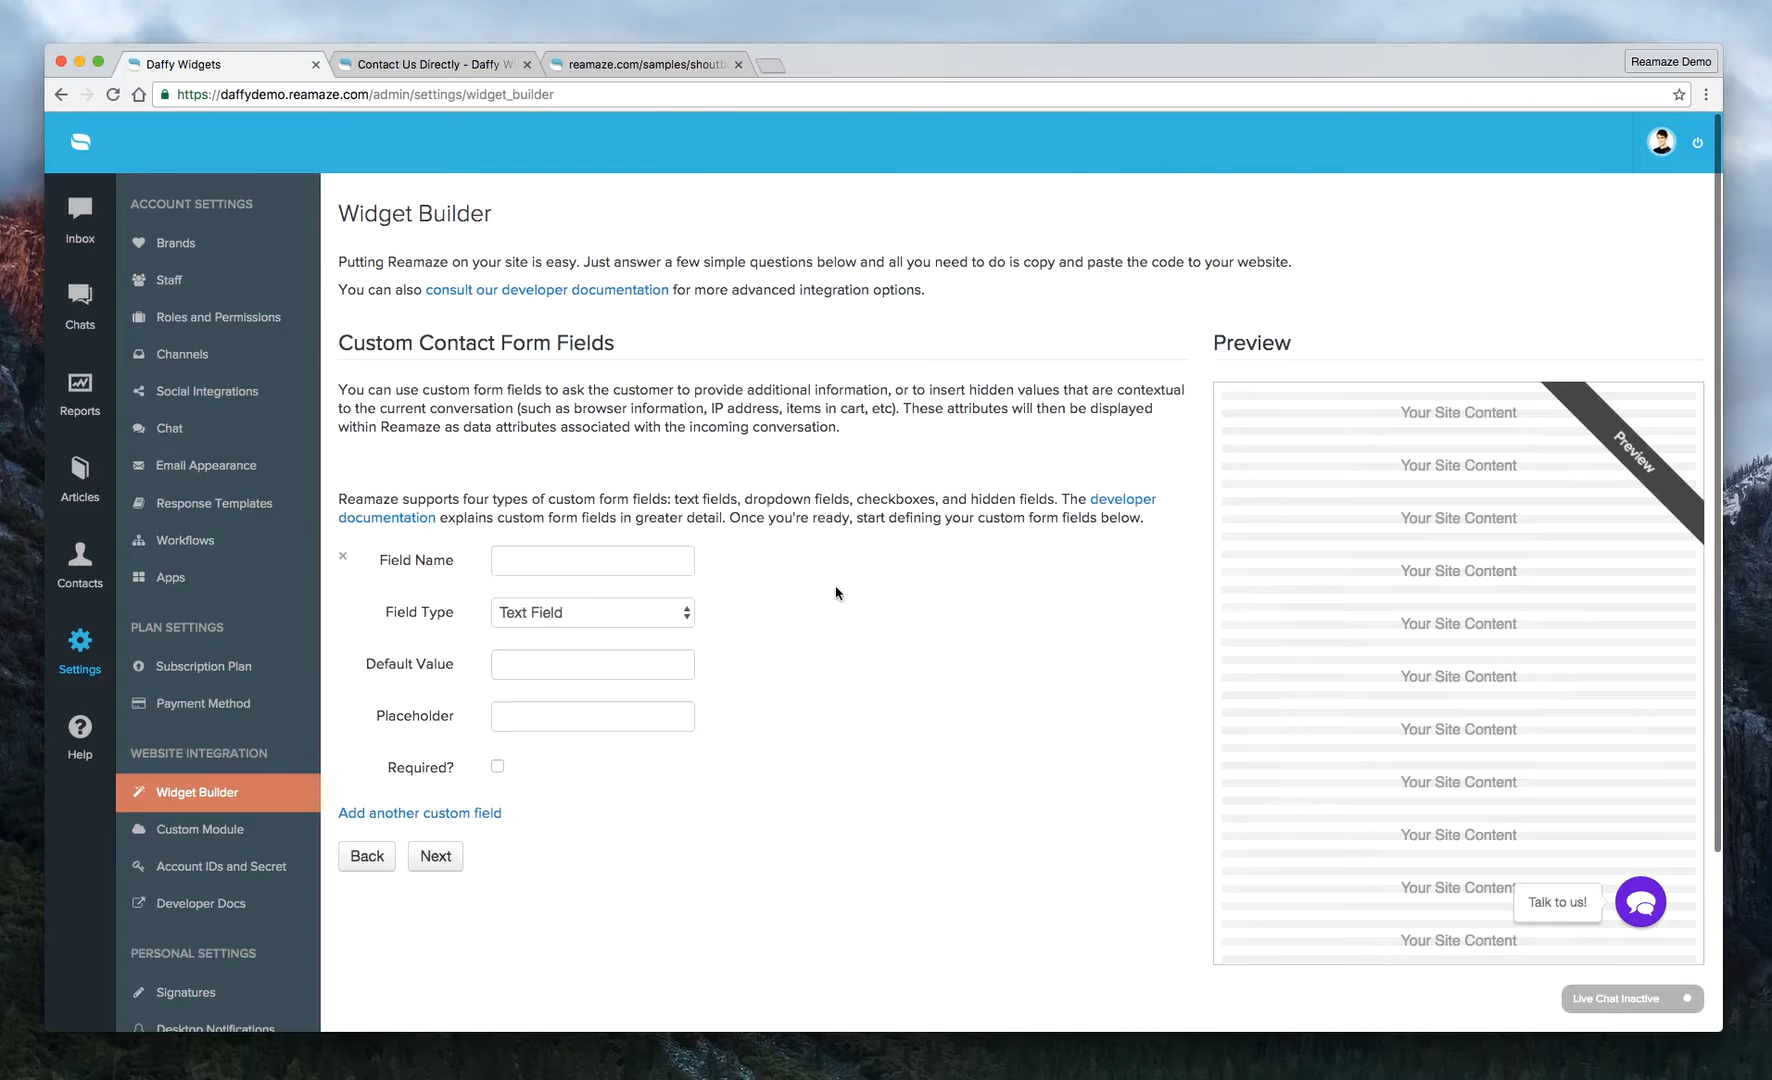 Daffy Widgets
Contact Us Directly - Daffy W
reamaze.com/samples/shoutb
Reamaze Demo
https://daffydemo.reamaze.com/admin/settings/widget_builder
Inbox
Chats
Reports
Articles
Contacts
Settings
Help
ACCOUNT SETTINGS
Brands
Staff
Roles and Permissions
Channels
Social Integrations
Chat
Email Appearance
Response Templates
Workflows
Apps
PLAN SETTINGS
Subscription Plan
Payment Method
WEBSITE INTEGRATION
Widget Builder
Custom Module
Account IDs and Secret
Developer Docs
PERSONAL SETTINGS
Signatures
Desktop Notifications
Widget Builder
Putting Reamaze on your site is easy. Just answer a few simple questions below and all you need to do is copy and paste the code to your website.
You can also consult our developer documentation for more advanced integration options.
Custom Contact Form Fields
You can use custom form fields to ask the customer to provide additional information, or to insert hidden values that are contextual
to the current conversation (such as browser information, IP address, items in cart, etc). These attributes will then be displayed
within Reamaze as data attributes associated with the incoming conversation.
Reamaze supports four types of custom form fields: text fields, dropdown fields, checkboxes, and hidden fields. The developer
documentation explains custom form fields in greater detail. Once you're ready, start defining your custom form fields below.
Field Name
Field Type
Text Field
Default Value
Placeholder
Required?
Add another custom field
Back
Next
Preview
Preview
Your Site Content
Your Site Content
Your Site Content
Your Site Content
Your Site Content
Your Site Content
Your Site Content
Your Site Content
Your Site Content
Your Site Content
Talk to us!
Your Site Content
Live Chat Inactive